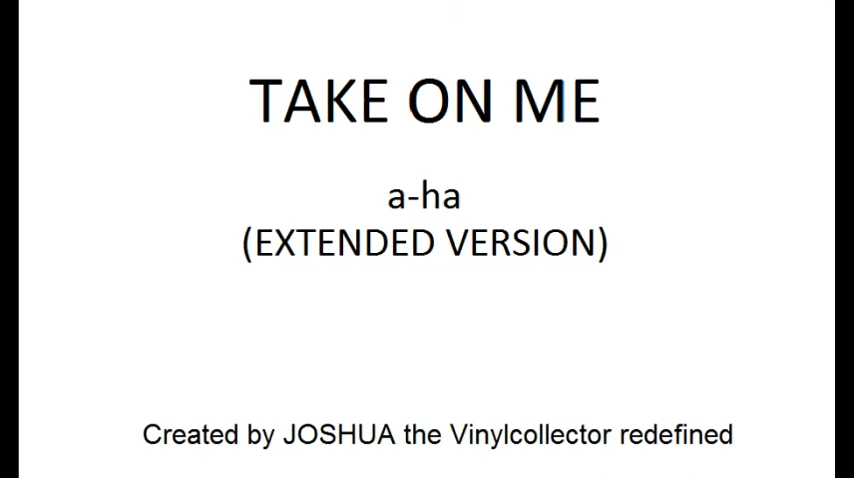 TAKE ON ME
a-ha
(EXTENDED VERSION)
Created by JOSHUA the Vinylcollector redefined